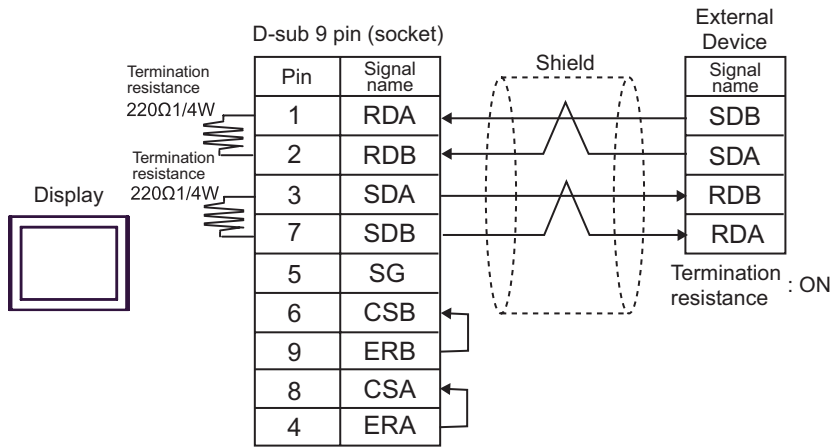 D-sub 9 pin (socket)
External
Device
Shield
Termination
resistance
220Ω1/4W
Termination
resistance
220Ω1/4W
Display
Pin Signal name
1 RDA
2 RDB
3 SDA
7 SDB
5 SG
6 CSB
9 ERB
8 CSA
4 ERA
Signal
name
SDB
SDA
RDB
RDA
Termination
resistance : ON